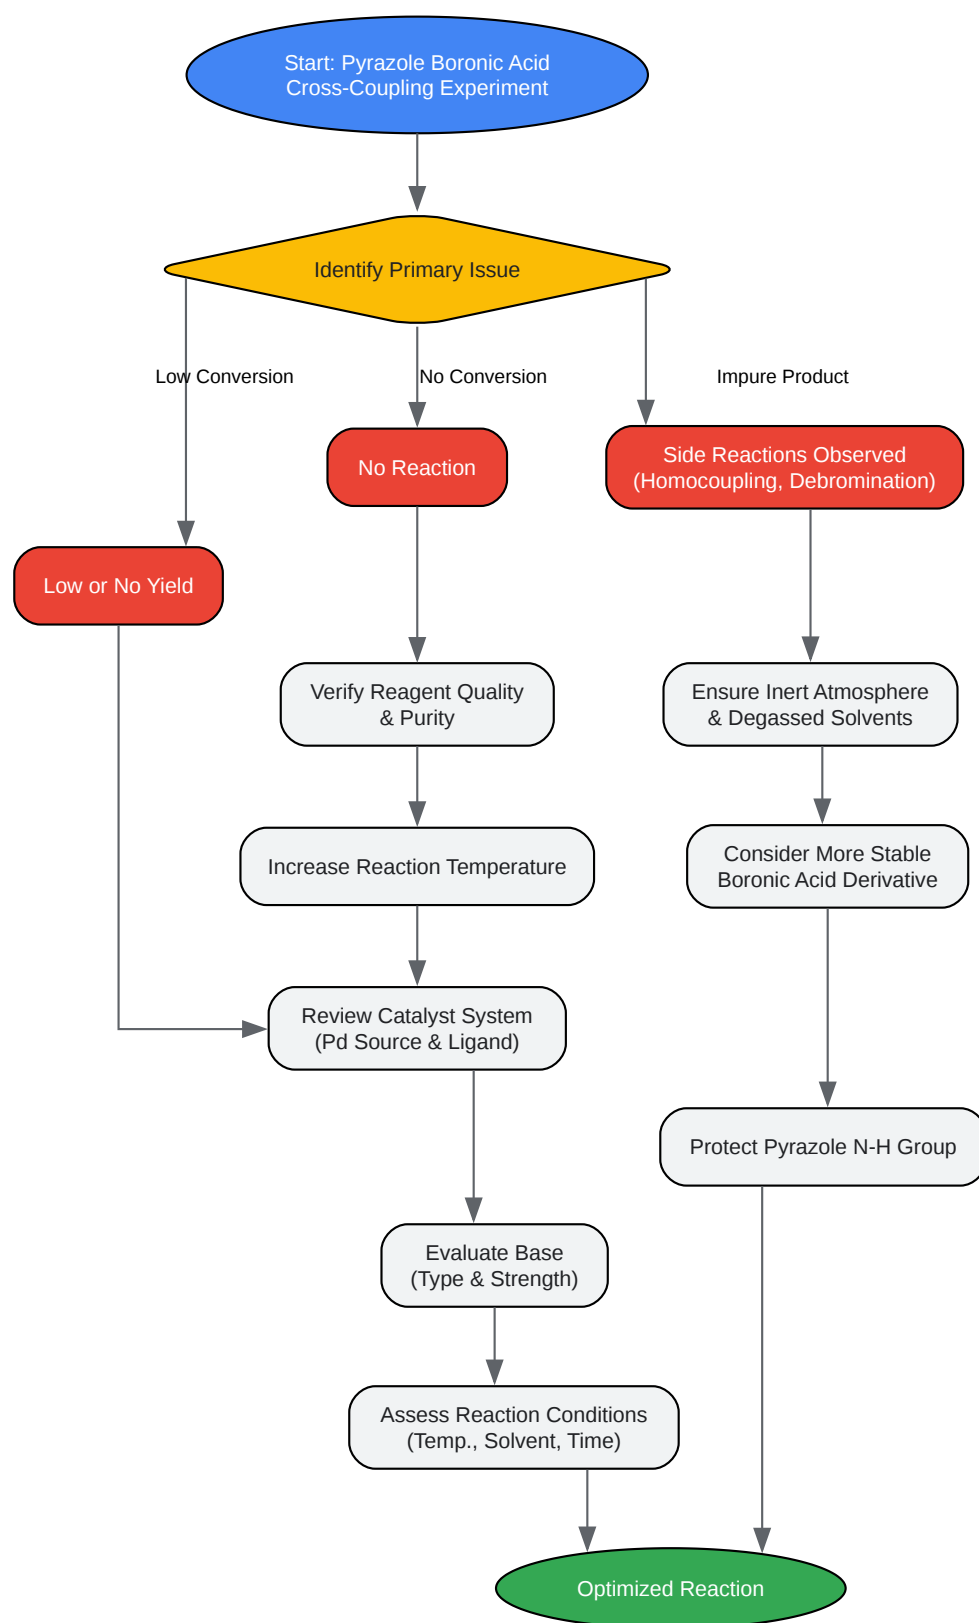 Start: Pyrazole Boronic Acid
Cross-Coupling Experiment
Identify Primary Issue
Low Conversion
No Conversion
Impure Product
No Reaction
Side Reactions Observed
(Homocoupling, Debromination)
Low or No Yield
Verify Reagent Quality
& Purity
Ensure Inert Atmosphere
& Degassed Solvents
Increase Reaction Temperature
Consider More Stable
Boronic Acid Derivative
Review Catalyst System
(Pd Source & Ligand)
Protect Pyrazole N-H Group
Evaluate Base
(Type & Strength)
Assess Reaction Conditions
(Temp., Solvent, Time)
Optimized Reaction